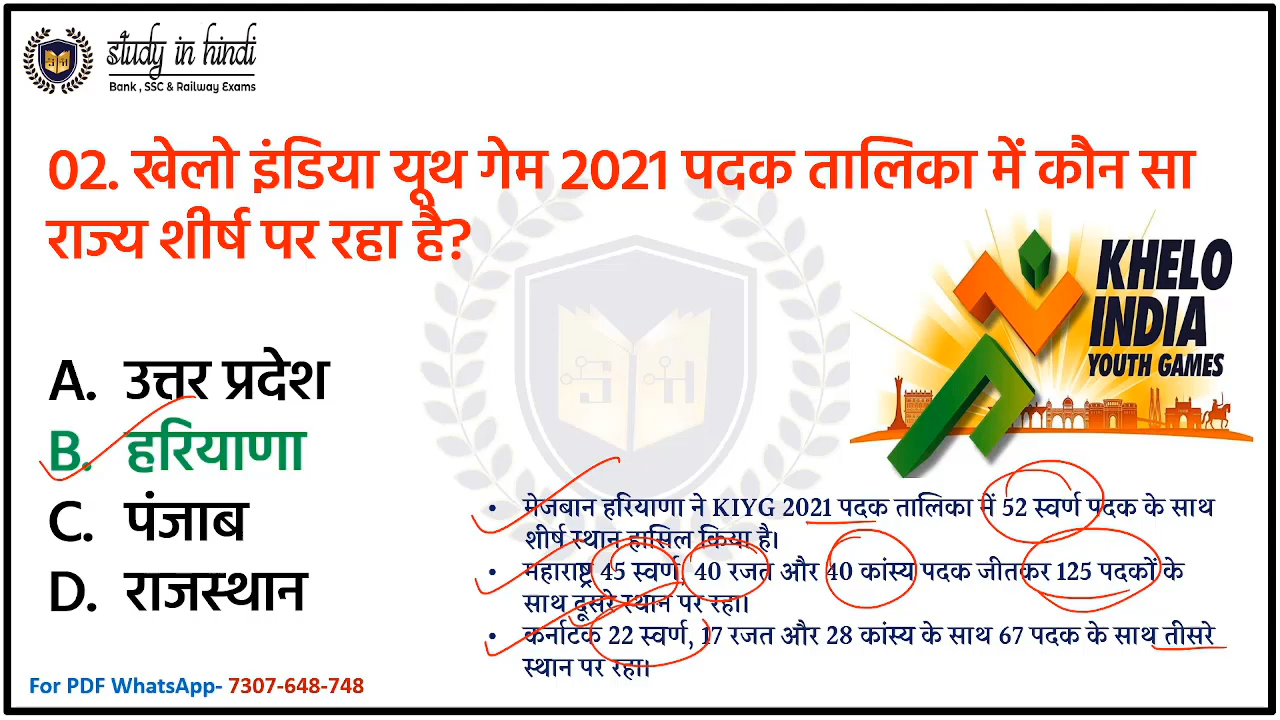 study in hindi
Bank , SSC & Railway Exams
02. खेलो इंडिया यूथ गेम 2021 पदक तालिका में कौन सा
राज्य शीर्ष पर रहा है?
KHELO
INDIA
YOUTH GAMES
A. उत्तर प्रदेश
B. हरियाणा
C. पंजाब
D. राजस्थान
• मेजबान हरियाणा ने KIYG 2021 पदक तालिका में 52 स्वर्ण पदक के साथ
शीर्ष स्थान हासिल किया है।
• महाराष्ट्र 45 स्वर्ण, 40 रजत और 40 कांस्य पदक जीतकर 125 पदकों के
साथ दूसरे स्थान पर रहा।
• कर्नाटक 22 स्वर्ण, 17 रजत और 28 कांस्य के साथ 67 पदक के साथ तीसरे
स्थान पर रहा।
For PDF WhatsApp- 7307-648-748